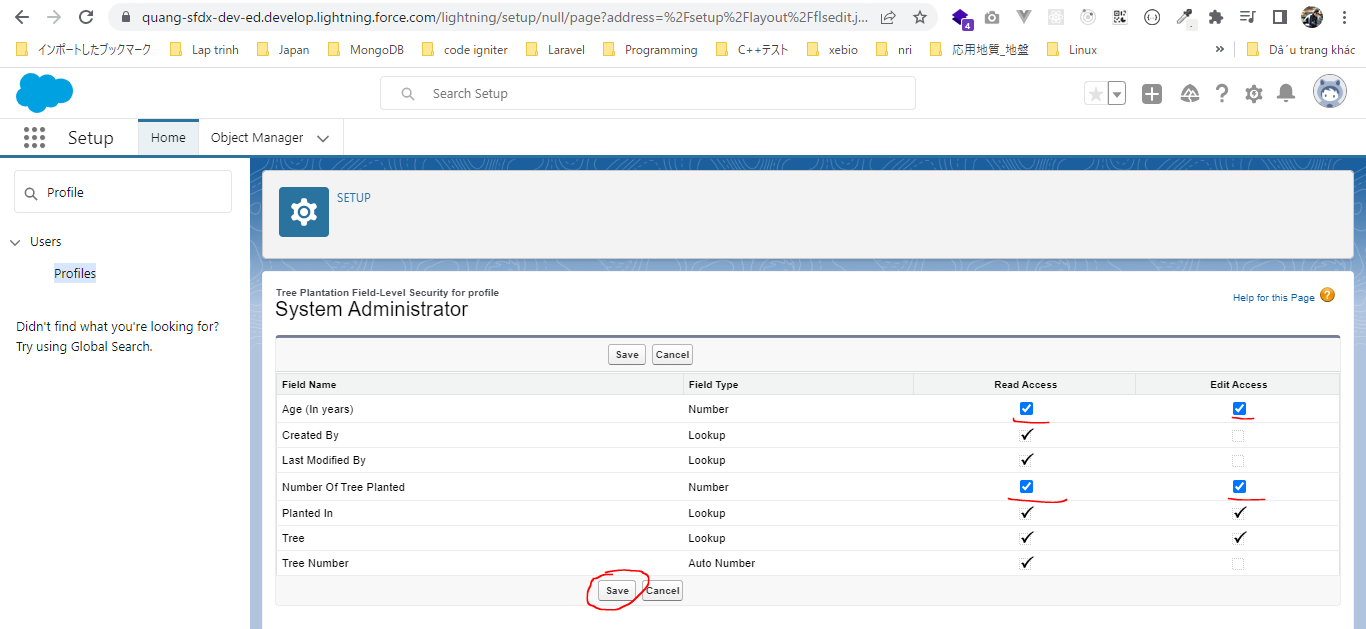 quang-sfdx-dev-ed.develop.lightning.force.com/lightning/setup/null/page?address=%2Fsetup%2Flayout%2Fflsedit.j...
4
インポートしたブックマーク Lap trinh Japan MongoDB code igniter Laravel Programming C++テスト xebio nri 応用地質_地盤 Linux » Dấu trang khác
Search Setup
Setup Home Object Manager
Profile
Users
Profiles
Didn't find what you're looking for?
Try using Global Search.
SETUP
Tree Plantation Field-Level Security for profile
System Administrator
Help for this Page ?
Save Cancel
Field Name Field Type Read Access Edit Access
Age (In years) Number
Created By Lookup
Last Modified By Lookup
Number Of Tree Planted Number
Planted In Lookup
Tree Lookup
Tree Number Auto Number
Save Cancel